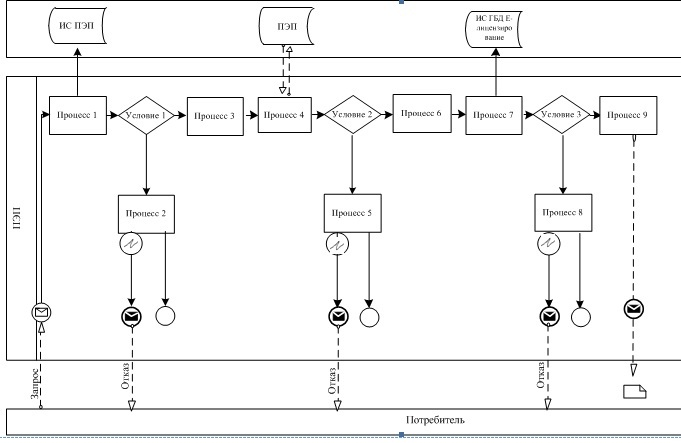 ИС ПЭП
ПЭП
ИС ГБД Е-
лицензиро
вание
Процесс 1
Условие 1
Процесс 3
Процесс 4
Условие 2
Процесс 6
Процесс 7
Условие 3
Процесс 9
Процесс 2
Процесс 5
Процесс 8
ПЭП
Запрос
Отказ
Отказ
Отказ
Потребитель